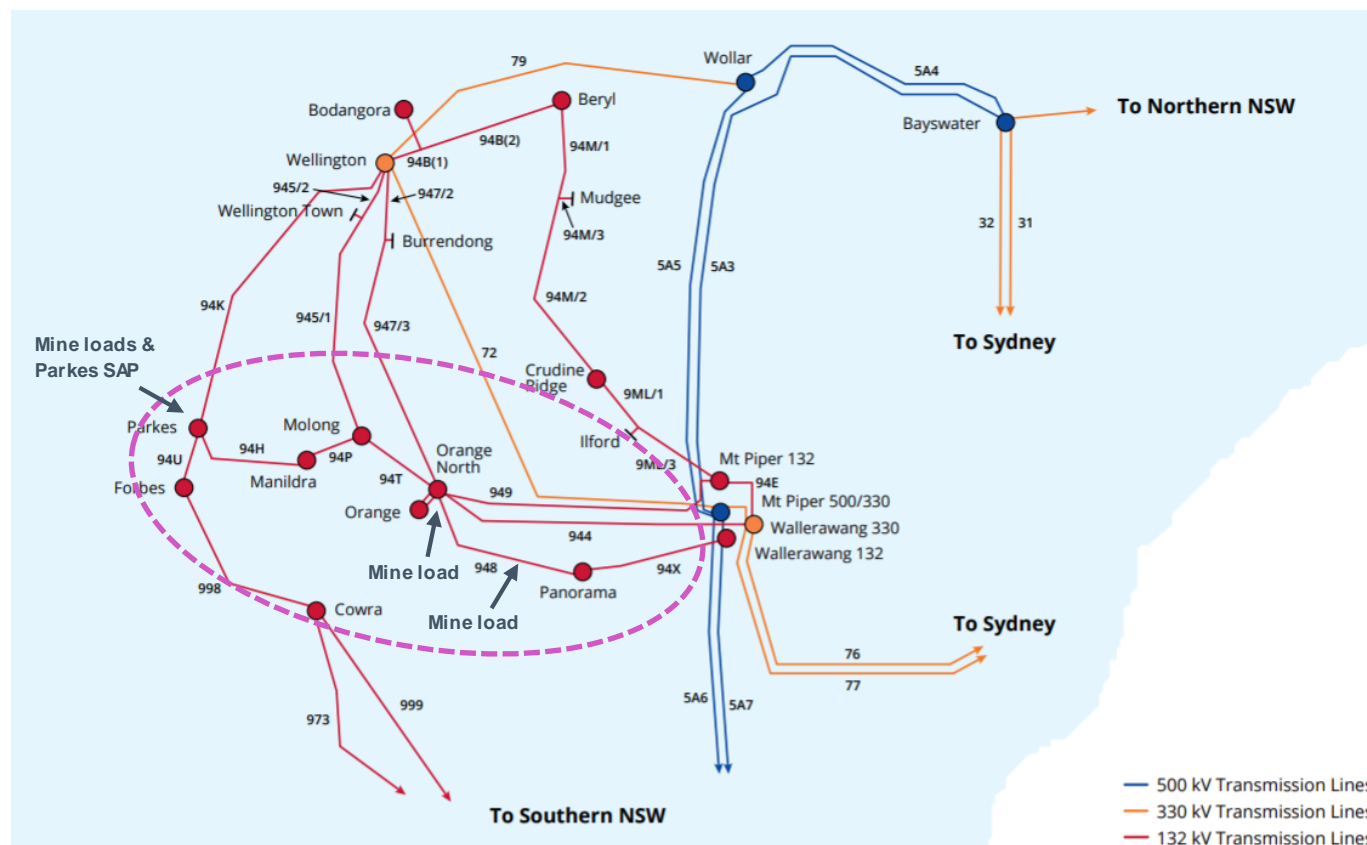 79
Wollar
5A4
Bodangora
Beryl
To Northern NSW
Bayswater
94B(2)
94M/1
Wellington
94B(1)
945/2
947/2
Wellington Town
Mudgee
Burrendong
94M/3
32
31
5A5
5A3
94K
94M/2
945/1
947/3
To Sydney
Mine loads &
Parkes SAP
72
Crudine
Ridge
9ML/1
Parkes
Molong
Ilford
94H
94P
Orange
North
9ML/3
Mt Piper 132
94U
Manildra
94T
94E
Forbes
949
Mt Piper 500/330
Orange
Wallerawang 330
944
Wallerawang 132
Mine load
948
94X
998
Panorama
Cowra
Mine load
To Sydney
76
77
973
999
5A6
5A7
To Southern NSW
500 kV Transmission Lines
330 kV Transmission Lines
132 kV Transmission Lines